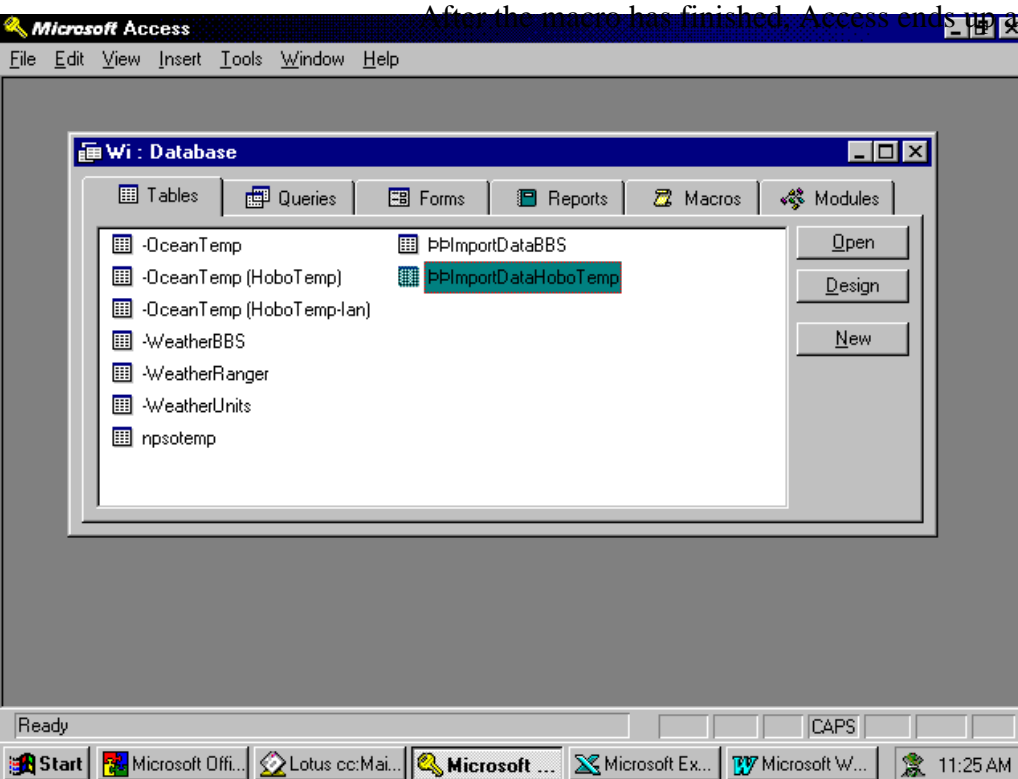 After the macro has finished, Access ends up a
Microsoft Access
File Edit View Insert Tools Window Help
Wi : Database
Tables Queries Forms Reports Macros Modules
-OceanTemp
-OceanTemp (HoboTemp)
-OceanTemp (HoboTemp-Ian)
-WeatherBBS
-WeatherRanger
-WeatherUnits
npsotemp
ÞÞImportDataBBS
ÞÞImportDataHoboTemp
Open
Design
New
Ready
CAPS
Start Microsoft Offi... Lotus cc:Mai... Microsoft ... Microsoft Ex... Microsoft W... 11:25 AM